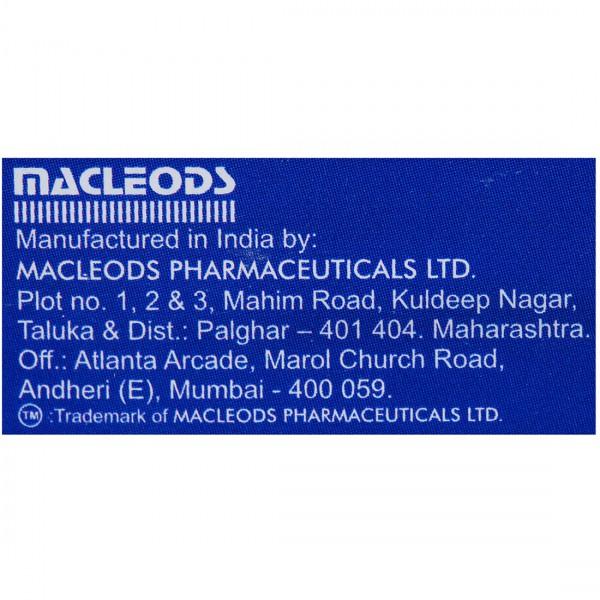 MACLEODS
Manufactured in India by:
MACLEODS PHARMACEUTICALS LTD.
Plot no. 1, 2 & 3, Mahim Road, Kuldeep Nagar,
Taluka & Dist.: Palghar – 401 404. Maharashtra.
Off.: Atlanta Arcade, Marol Church Road,
Andheri (E), Mumbai - 400 059.
TM :Trademark of MACLEODS PHARMACEUTICALS LTD.